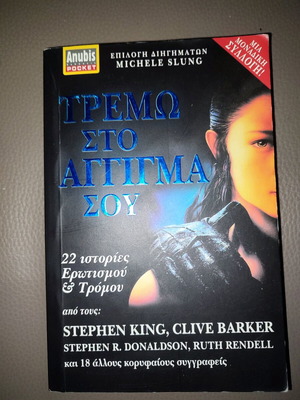 Anubis
POCKET
ΕΠΙΛΟΓΗ ΔΙΗΓΗΜΑΤΩΝ
MICHELE SLUNG
ΜΙΑ
ΜΟΝΑΔΙΚΗ
ΣΥΛΛΟΓΗ!
ΤΡΕΜΩ
ΣΤΟ
ΑΓΓΙΓΜΑ
ΣΟΥ
22 ιστορίες
Ερωτισμού
& Τρόμου
από τους:
STEPHEN KING, CLIVE BARKER
STEPHEN R. DONALDSON, RUTH RENDELL
και 18 άλλους κορυφαίους συγγραφείς